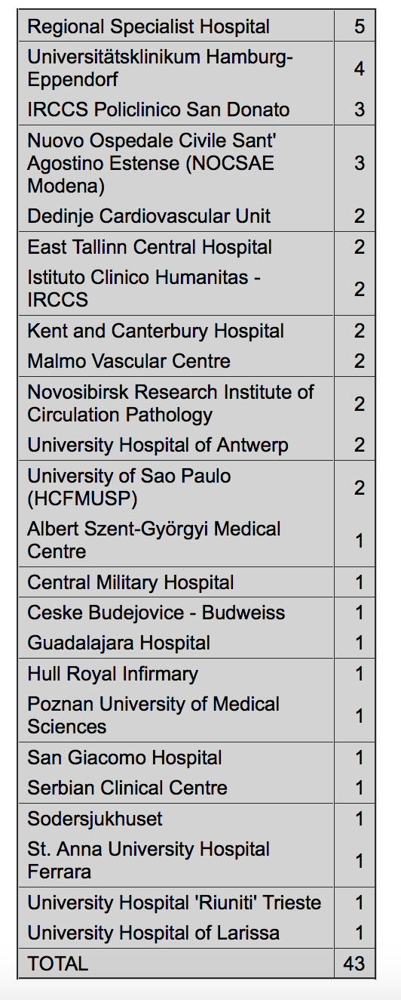 Regional Specialist Hospital 5
Universitätsklinikum Hamburg-
Eppendorf 4
IRCCS Policlinico San Donato 3
Nuovo Ospedale Civile Sant'
Agostino Estense (NOCSAE 3
Modena)
Dedinje Cardiovascular Unit 2
East Tallinn Central Hospital 2
Istituto Clinico Humanitas -
IRCCS 2
Kent and Canterbury Hospital 2
Malmo Vascular Centre 2
Novosibirsk Research Institute of
Circulation Pathology 2
University Hospital of Antwerp 2
University of Sao Paulo
(HCFMUSP) 2
Albert Szent-Györgyi Medical
Centre 1
Central Military Hospital 1
Ceske Budejovice - Budweiss 1
Guadalajara Hospital 1
Hull Royal Infirmary 1
Poznan University of Medical
Sciences 1
San Giacomo Hospital 1
Serbian Clinical Centre 1
Sodersjukhuset 1
St. Anna University Hospital
Ferrara 1
University Hospital 'Riuniti' Trieste 1
University Hospital of Larissa 1
TOTAL 43